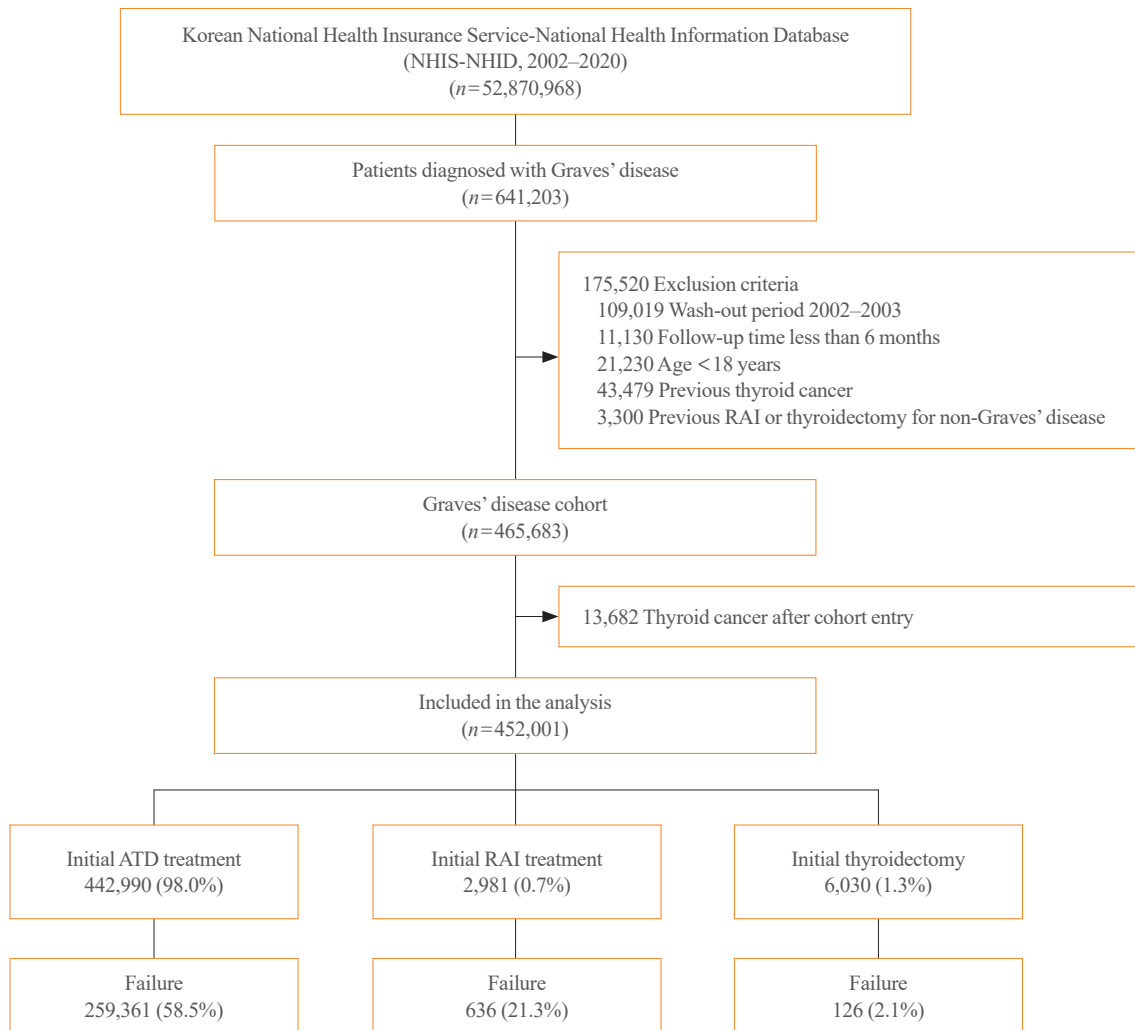 Korean National Health Insurance Service-National Health Information Database
(NHIS-NHID, 2002–2020)
(n=52,870,968)
Patients diagnosed with Graves’ disease
(n=641,203)
175,520 Exclusion criteria
109,019 Wash-out period 2002–2003
11,130 Follow-up time less than 6 months
21,230 Age <18 years
43,479 Previous thyroid cancer
3,300 Previous RAI or thyroidectomy for non-Graves’ disease
Graves’ disease cohort
(n=465,683)
13,682 Thyroid cancer after cohort entry
Included in the analysis
(n=452,001)
Initial ATD treatment
442,990 (98.0%)
Initial RAI treatment
2,981 (0.7%)
Initial thyroidectomy
6,030 (1.3%)
Failure
259,361 (58.5%)
Failure
636 (21.3%)
Failure
126 (2.1%)